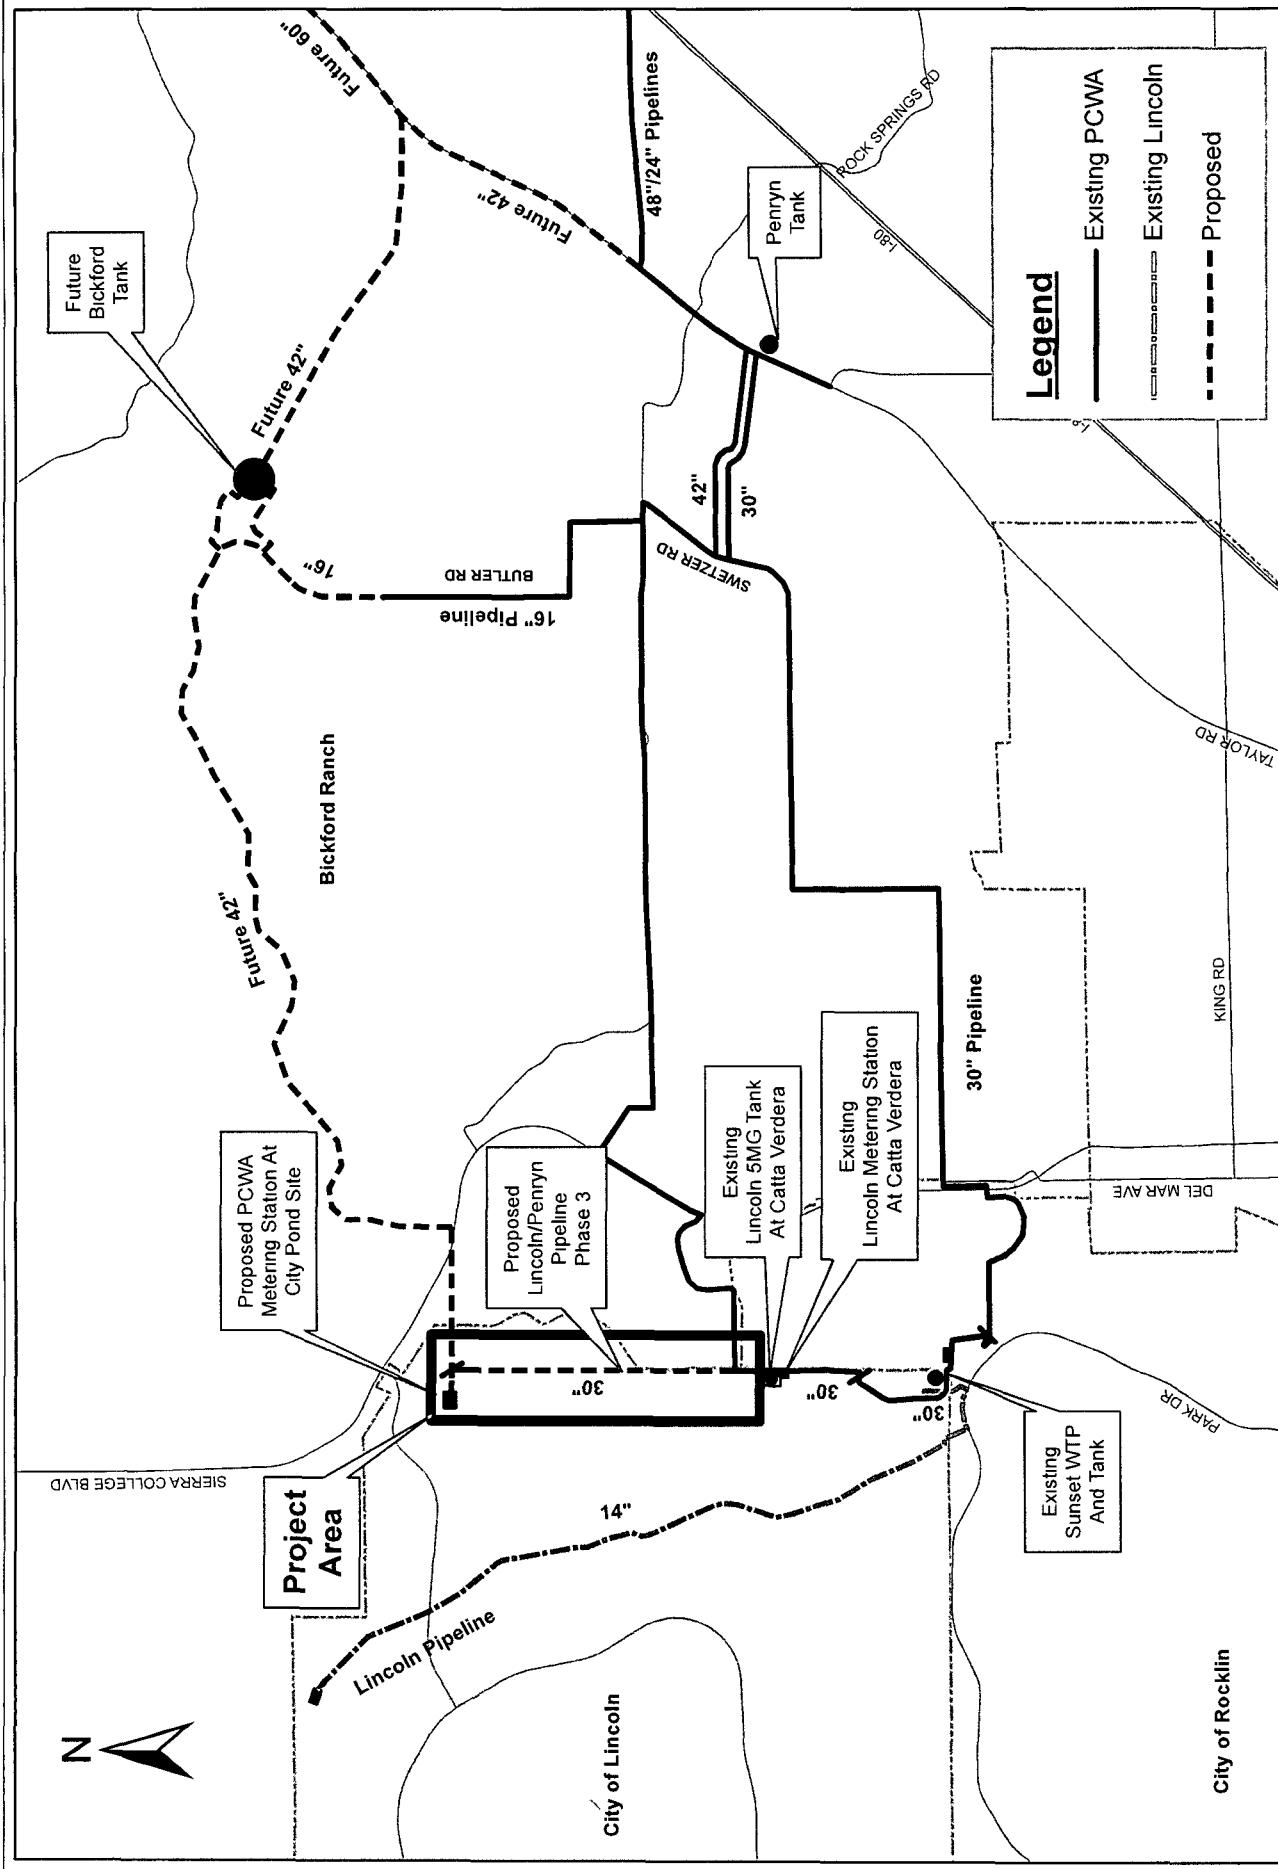 N
SIERRA COLLEGE BLVD
Project
Area
Lincoln Pipeline
14"
City of Lincoln
City of Rocklin
Proposed PCWA
Metering Station At
City Pond Site
Proposed
Lincoln/Penryn
Pipeline
Phase 3
30"
30"
30"
Existing
Lincoln 5MG Tank
At Catta Verdera
Existing
Lincoln Metering Station
At Catta Verdera
Existing
Sunset WTP
And Tank
PARK DR
DEL MAR AVE
KING RD
30" Pipeline
Future 42"
Bickford Ranch
16" Pipeline
BUTLER RD
16"
Future
Bickford
Tank
Future 42"
Future 60"
Future 42"
48"/24" Pipelines
SWETZER RD
42"
30"
Penryn
Tank
ROCK SPRINGS RD
I-80
TAYLOR RD
Legend
Existing PCWA
Existing Lincoln
Proposed